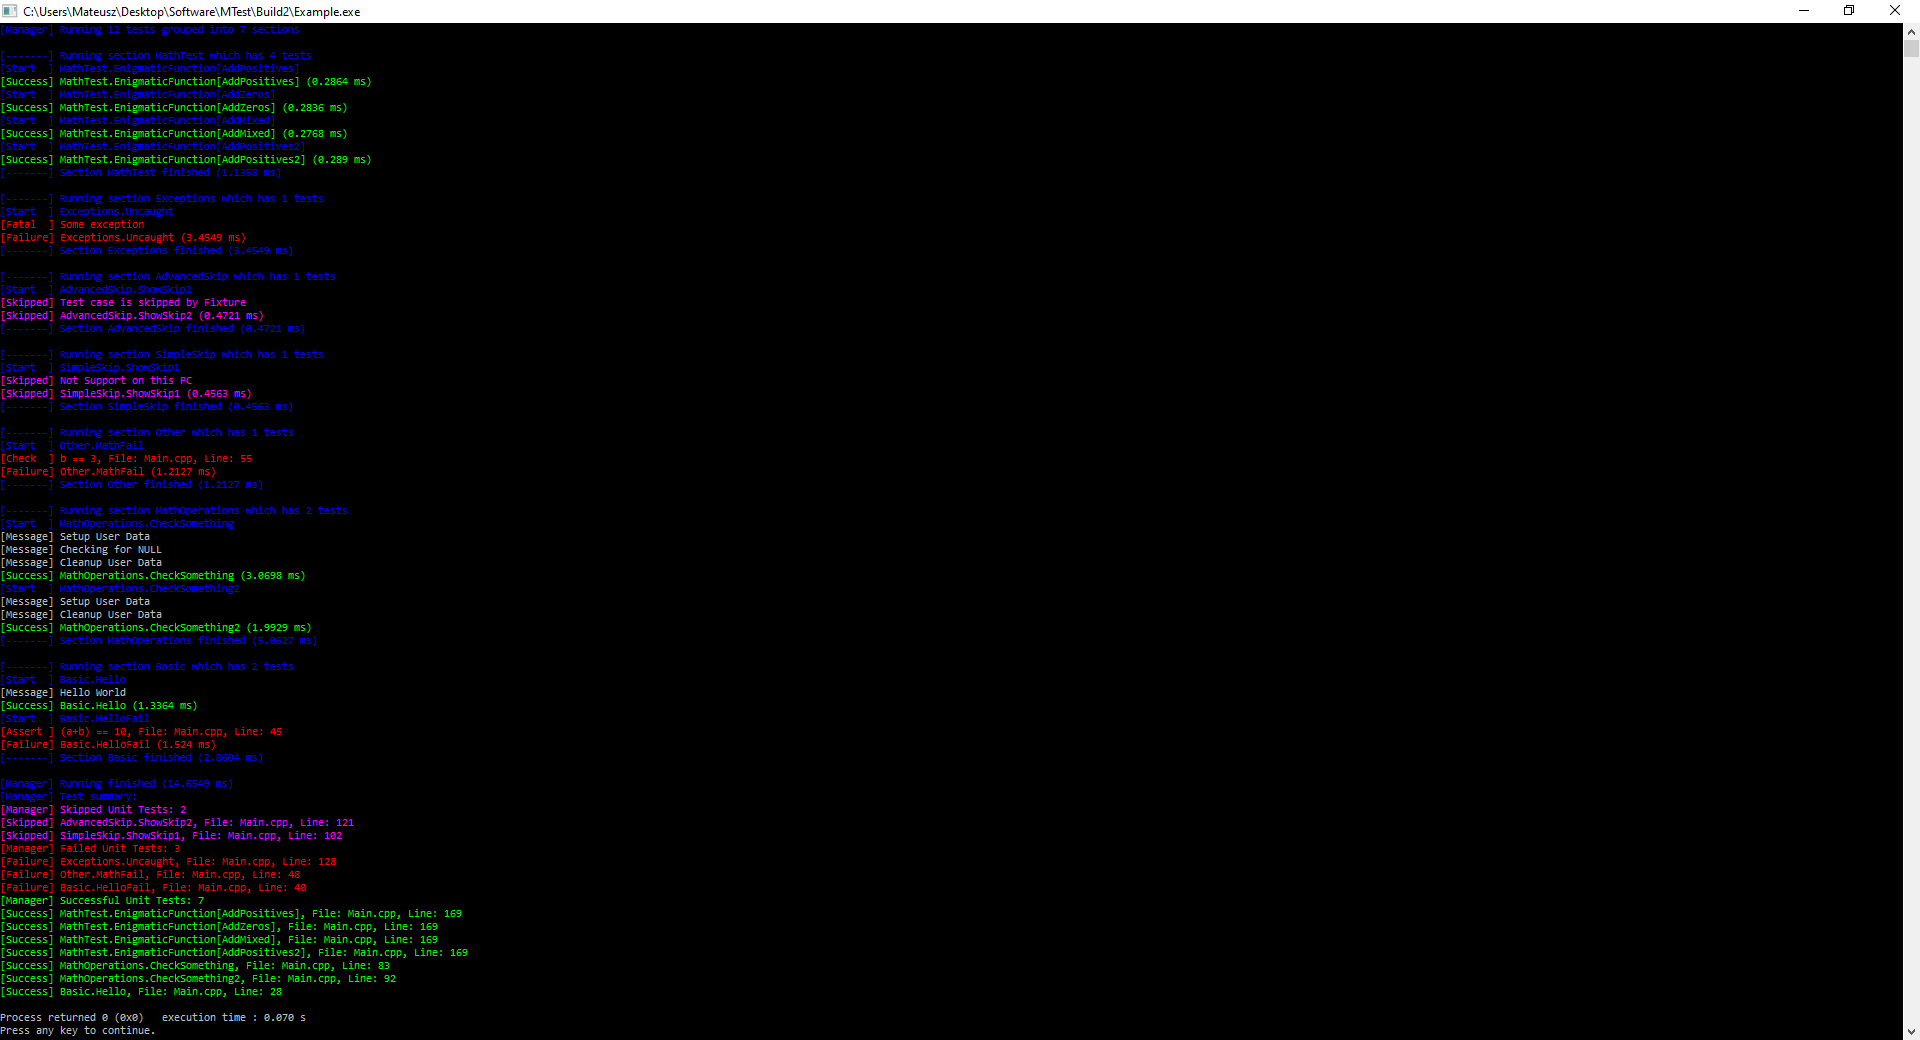 C:\Users\Mateusz\Desktop\Software\MTest\Build2\Example.exe
[Manager] Running 12 tests grouped into 7 sections
[-------] Running section MathTest which has 4 tests
[Start  ] MathTest.EnigmaticFunction[AddPositives]
[Success] MathTest.EnigmaticFunction[AddPositives] (0.2864 ms)
[Start  ] MathTest.EnigmaticFunction[AddZeros]
[Success] MathTest.EnigmaticFunction[AddZeros] (0.2836 ms)
[Start  ] MathTest.EnigmaticFunction[AddMixed]
[Success] MathTest.EnigmaticFunction[AddMixed] (0.2768 ms)
[Start  ] MathTest.EnigmaticFunction[AddPositives2]
[Success] MathTest.EnigmaticFunction[AddPositives2] (0.289 ms)
[-------] Section MathTest finished (1.1358 ms)
[-------] Running section Exceptions which has 1 tests
[Start  ] Exceptions.Uncaught
[Fatal  ] Some exception
[Failure] Exceptions.Uncaught (3.4549 ms)
[-------] Section Exceptions finished (3.4549 ms)
[-------] Running section AdvancedSkip which has 1 tests
[Start  ] AdvancedSkip.ShowSkip2
[Skipped] Test case is skipped by Fixture
[Skipped] AdvancedSkip.ShowSkip2 (0.4721 ms)
[-------] Section AdvancedSkip finished (0.4721 ms)
[-------] Running section SimpleSkip which has 1 tests
[Start  ] SimpleSkip.ShowSkip1
[Skipped] Not Support on this PC
[Skipped] SimpleSkip.ShowSkip1 (0.4563 ms)
[-------] Section SimpleSkip finished (0.4563 ms)
[-------] Running section Other which has 1 tests
[Start  ] Other.MathFail
[Check  ] b == 3, File: Main.cpp, Line: 55
[Failure] Other.MathFail (1.2127 ms)
[-------] Section Other finished (1.2127 ms)
[-------] Running section MathOperations which has 2 tests
[Start  ] MathOperations.CheckSomething
[Message] Setup User Data
[Message] Checking for NULL
[Message] Cleanup User Data
[Success] MathOperations.CheckSomething (3.0698 ms)
[Start  ] MathOperations.CheckSomething2
[Message] Setup User Data
[Message] Cleanup User Data
[Success] MathOperations.CheckSomething2 (1.9929 ms)
[-------] Section MathOperations finished (5.0627 ms)
[-------] Running section Basic which has 2 tests
[Start  ] Basic.Hello
[Message] Hello World
[Success] Basic.Hello (1.3364 ms)
[Start  ] Basic.HelloFail
[Assert ] (a+b) == 10, File: Main.cpp, Line: 45
[Failure] Basic.HelloFail (1.524 ms)
[-------] Section Basic finished (2.8604 ms)
[Manager] Running finished (14.6549 ms)
[Manager] Test summary:
[Manager] Skipped Unit Tests: 2
[Skipped] AdvancedSkip.ShowSkip2, File: Main.cpp, Line: 121
[Skipped] SimpleSkip.ShowSkip1, File: Main.cpp, Line: 102
[Manager] Failed Unit Tests: 3
[Failure] Exceptions.Uncaught, File: Main.cpp, Line: 128
[Failure] Other.MathFail, File: Main.cpp, Line: 48
[Failure] Basic.HelloFail, File: Main.cpp, Line: 40
[Manager] Successful Unit Tests: 7
[Success] MathTest.EnigmaticFunction[AddPositives], File: Main.cpp, Line: 169
[Success] MathTest.EnigmaticFunction[AddZeros], File: Main.cpp, Line: 169
[Success] MathTest.EnigmaticFunction[AddMixed], File: Main.cpp, Line: 169
[Success] MathTest.EnigmaticFunction[AddPositives2], File: Main.cpp, Line: 169
[Success] MathOperations.CheckSomething, File: Main.cpp, Line: 83
[Success] MathOperations.CheckSomething2, File: Main.cpp, Line: 92
[Success] Basic.Hello, File: Main.cpp, Line: 28
Process returned 0 (0x0)   execution time : 0.070 s
Press any key to continue.